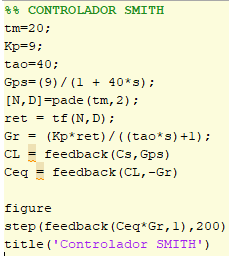 %% CONTROLADOR SMITH
tm=20;
Kp=9;
tao=40;
Gps=(9)/(1 + 40*s);
[N,D]=pade(tm,2);
ret = tf(N,D);
Gr = (Kp*ret)/((tao*s)+1);
CL = feedback(Cs,Gps)
Ceq = feedback(CL,-Gr)
figure
step(feedback(Ceq*Gr,1),200)
title('Controlador SMITH')